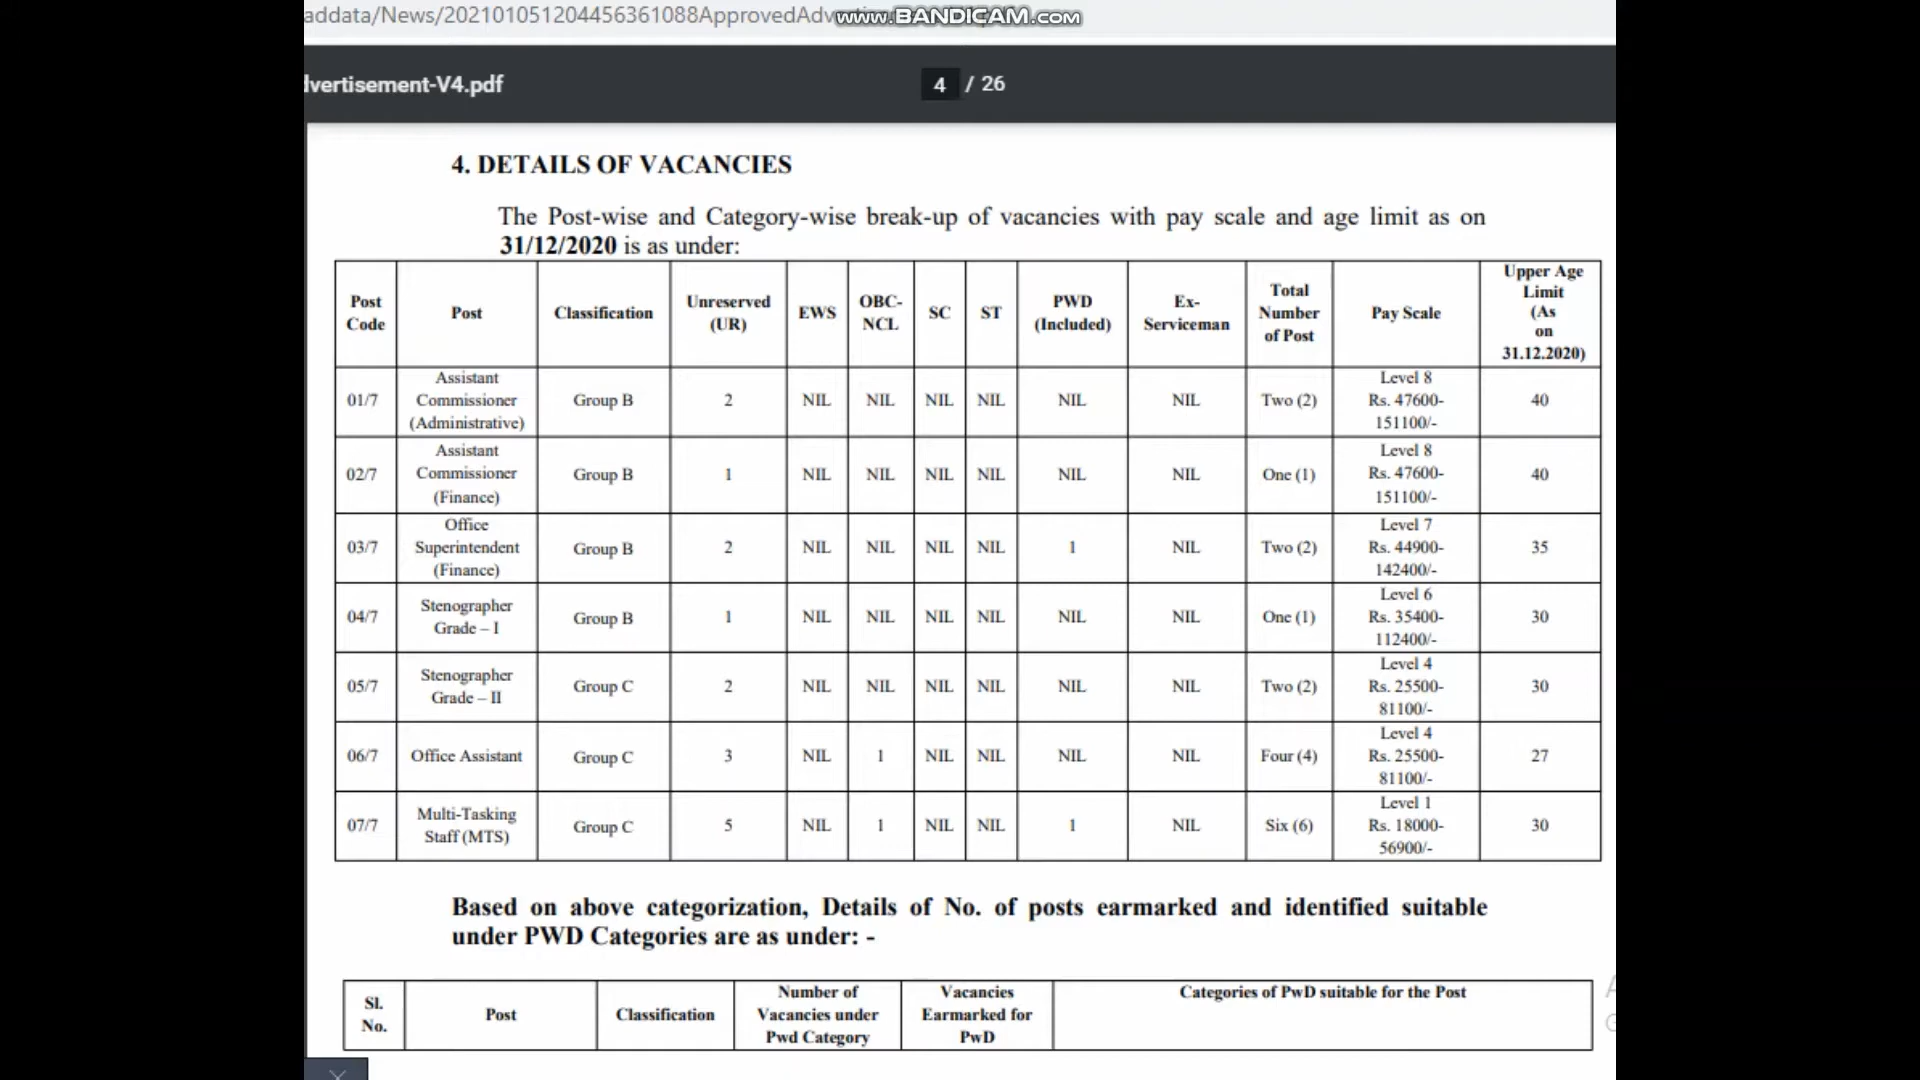 addata/News/202101051204456361088ApprovedAdv
www.BANDICAM.com
dvertisement-V4.pdf
4 / 26
4. DETAILS OF VACANCIES
The Post-wise and Category-wise break-up of vacancies with pay scale and age limit as on
31/12/2020 is as under:
Post Code | Post | Classification | Unreserved (UR) | EWS | OBC-NCL | SC | ST | PWD (Included) | Ex-Serviceman | Total Number of Post | Pay Scale | Upper Age Limit (As on 31.12.2020)
01/7 | Assistant Commissioner (Administrative) | Group B | 2 | NIL | NIL | NIL | NIL | NIL | NIL | Two (2) | Level 8 Rs. 47600-151100/- | 40
02/7 | Assistant Commissioner (Finance) | Group B | 1 | NIL | NIL | NIL | NIL | NIL | NIL | One (1) | Level 8 Rs. 47600-151100/- | 40
03/7 | Office Superintendent (Finance) | Group B | 2 | NIL | NIL | NIL | NIL | 1 | NIL | Two (2) | Level 7 Rs. 44900-142400/- | 35
04/7 | Stenographer Grade – I | Group B | 1 | NIL | NIL | NIL | NIL | NIL | NIL | One (1) | Level 6 Rs. 35400-112400/- | 30
05/7 | Stenographer Grade – II | Group C | 2 | NIL | NIL | NIL | NIL | NIL | NIL | Two (2) | Level 4 Rs. 25500-81100/- | 30
06/7 | Office Assistant | Group C | 3 | NIL | 1 | NIL | NIL | NIL | NIL | Four (4) | Level 4 Rs. 25500-81100/- | 27
07/7 | Multi-Tasking Staff (MTS) | Group C | 5 | NIL | 1 | NIL | NIL | 1 | NIL | Six (6) | Level 1 Rs. 18000-56900/- | 30
Based on above categorization, Details of No. of posts earmarked and identified suitable
under PWD Categories are as under: -
Sl. No. | Post | Classification | Number of Vacancies under Pwd Category | Vacancies Earmarked for PwD | Categories of PwD suitable for the Post